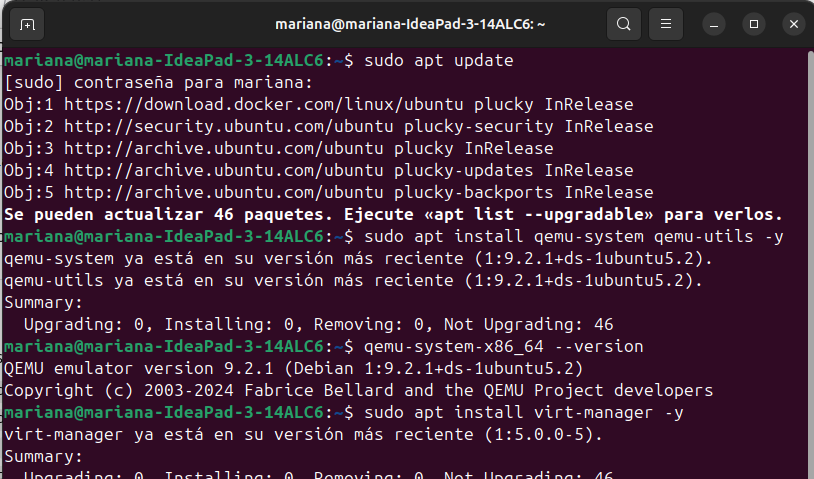 mariana@mariana-IdeaPad-3-14ALC6: ~
mariana@mariana-IdeaPad-3-14ALC6:~$ sudo apt update
[sudo] contraseña para mariana:
Obj:1 https://download.docker.com/linux/ubuntu plucky InRelease
Obj:2 http://security.ubuntu.com/ubuntu plucky-security InRelease
Obj:3 http://archive.ubuntu.com/ubuntu plucky InRelease
Obj:4 http://archive.ubuntu.com/ubuntu plucky-updates InRelease
Obj:5 http://archive.ubuntu.com/ubuntu plucky-backports InRelease
Se pueden actualizar 46 paquetes. Ejecute «apt list --upgradable» para verlos.
mariana@mariana-IdeaPad-3-14ALC6:~$ sudo apt install qemu-system qemu-utils -y
qemu-system ya está en su versión más reciente (1:9.2.1+ds-1ubuntu5.2).
qemu-utils ya está en su versión más reciente (1:9.2.1+ds-1ubuntu5.2).
Summary:
  Upgrading: 0, Installing: 0, Removing: 0, Not Upgrading: 46
mariana@mariana-IdeaPad-3-14ALC6:~$ qemu-system-x86_64 --version
QEMU emulator version 9.2.1 (Debian 1:9.2.1+ds-1ubuntu5.2)
Copyright (c) 2003-2024 Fabrice Bellard and the QEMU Project developers
mariana@mariana-IdeaPad-3-14ALC6:~$ sudo apt install virt-manager -y
virt-manager ya está en su versión más reciente (1:5.0.0-5).
Summary:
  Upgrading: 0, Installing: 0, Removing: 0, Not Upgrading: 46